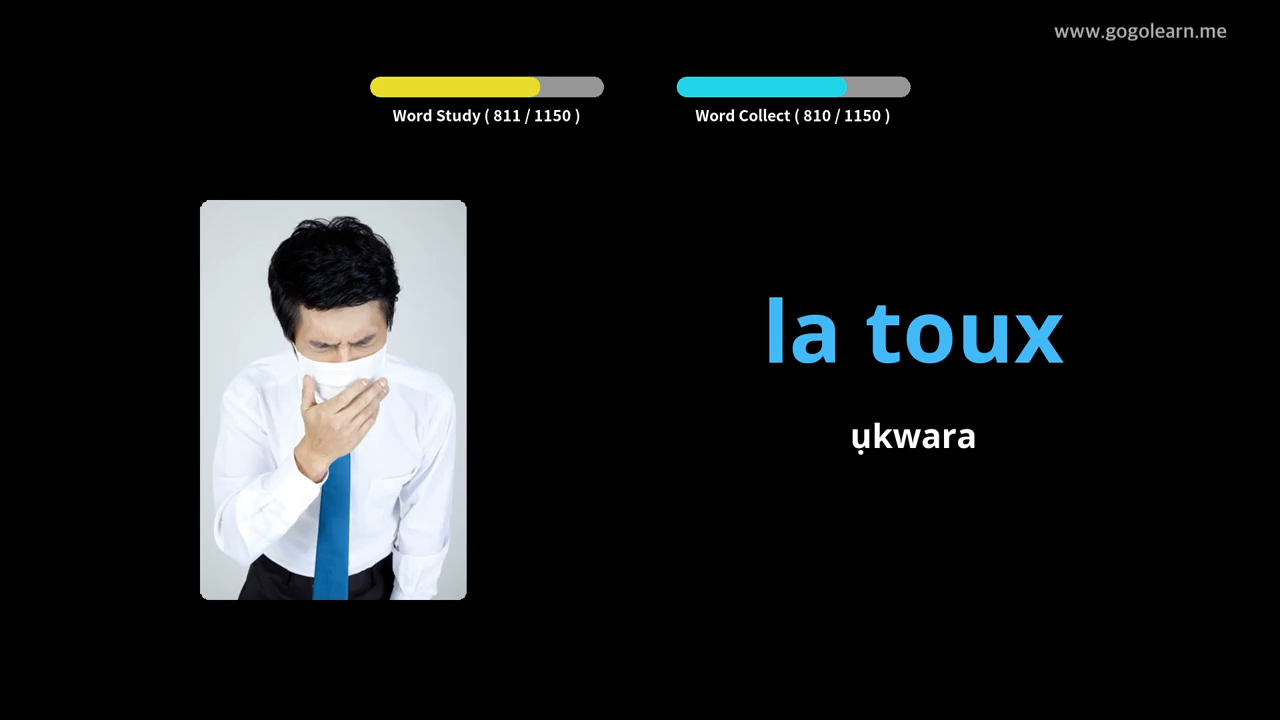 www.gogolearn.me
Word Study ( 811 / 1150 )
Word Collect ( 810 / 1150 )
la toux
ụkwara